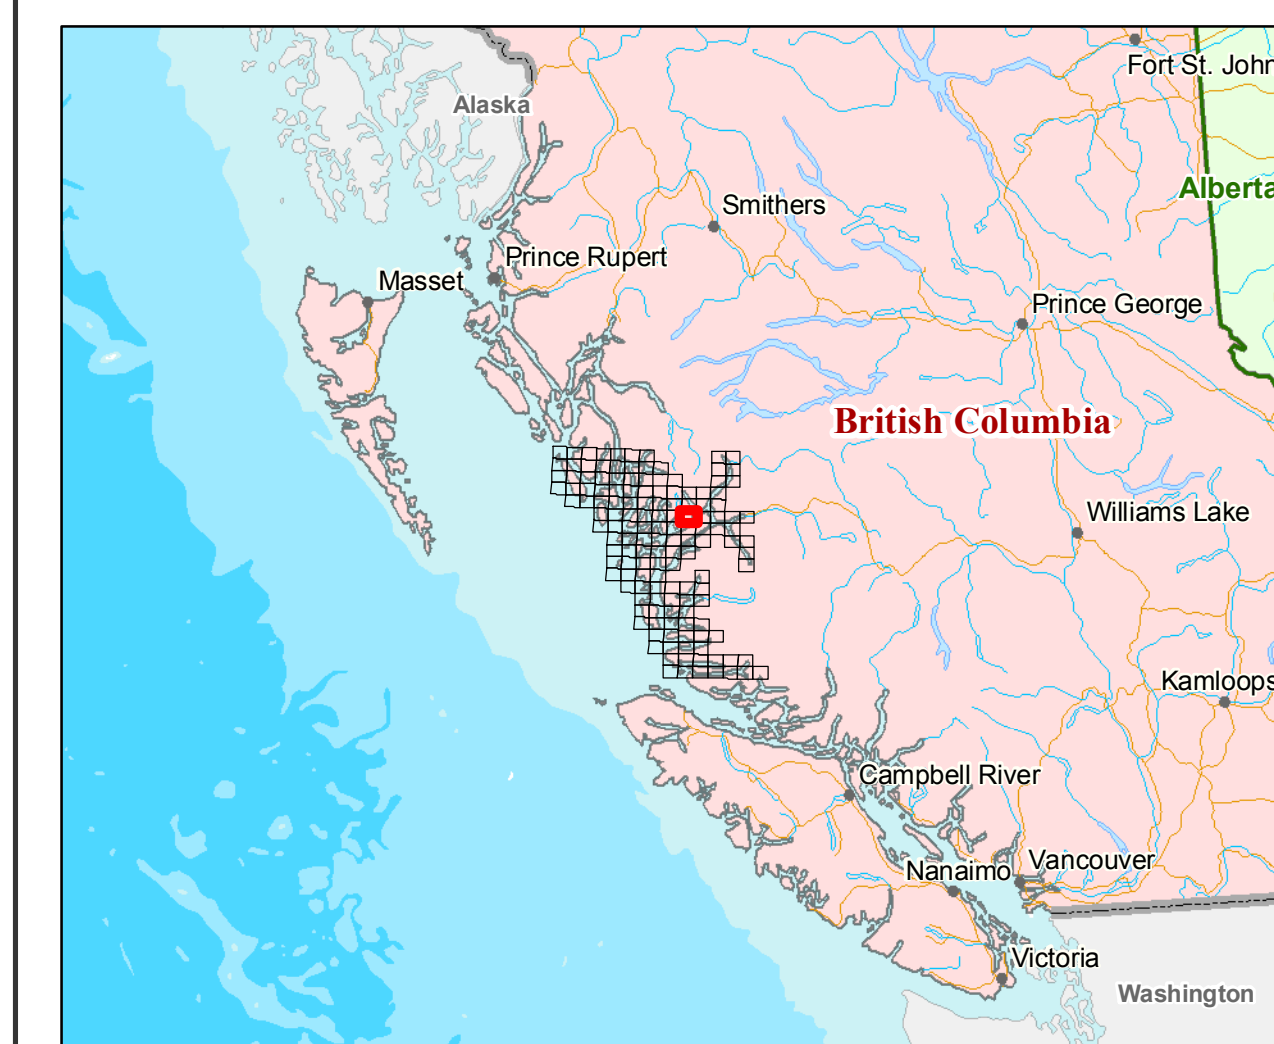 Fort St. John
Alaska
Alberta
Smithers
Prince Rupert
Masset
Prince George
British Columbia
Williams Lake
Kamloops
Campbell River
Vancouver
Nanaimo
Victoria
Washington